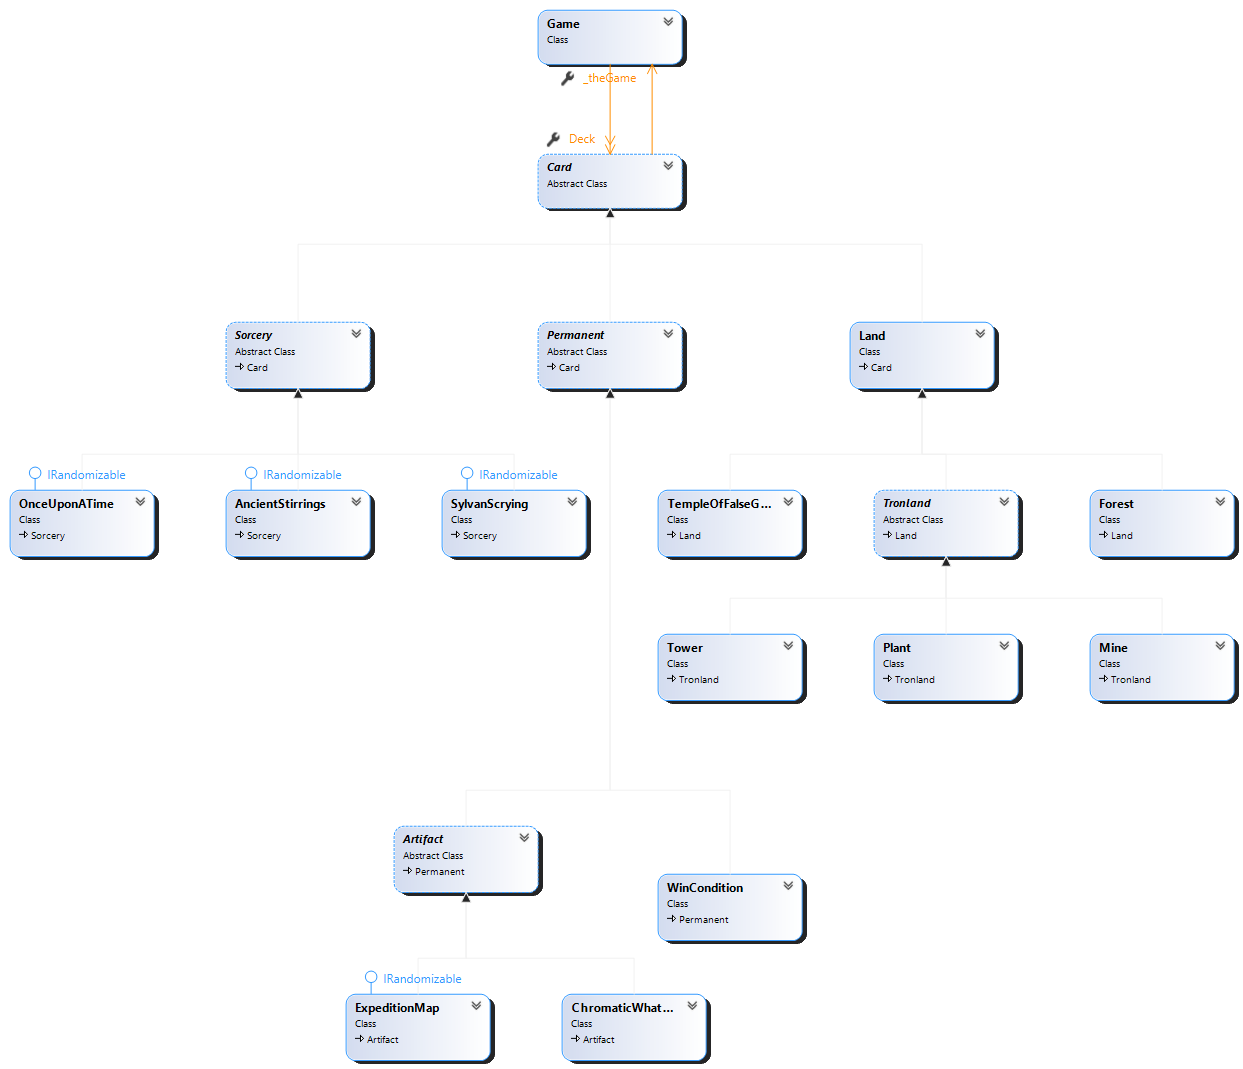 Game
Class
_theGame
Deck
Card
Abstract Class
Sorcery
Abstract Class
Card
Permanent
Abstract Class
Card
Land
Class
Card
IRandomizable
OnceUponATime
Class
Sorcery
IRandomizable
AncientStirrings
Class
Sorcery
IRandomizable
SylvanScrying
Class
Sorcery
TempleOfFalseG...
Class
Land
Tronland
Abstract Class
Land
Forest
Class
Land
Tower
Class
Tronland
Plant
Class
Tronland
Mine
Class
Tronland
Artifact
Abstract Class
Permanent
WinCondition
Class
Permanent
IRandomizable
ExpeditionMap
Class
Artifact
ChromaticWhat...
Class
Artifact